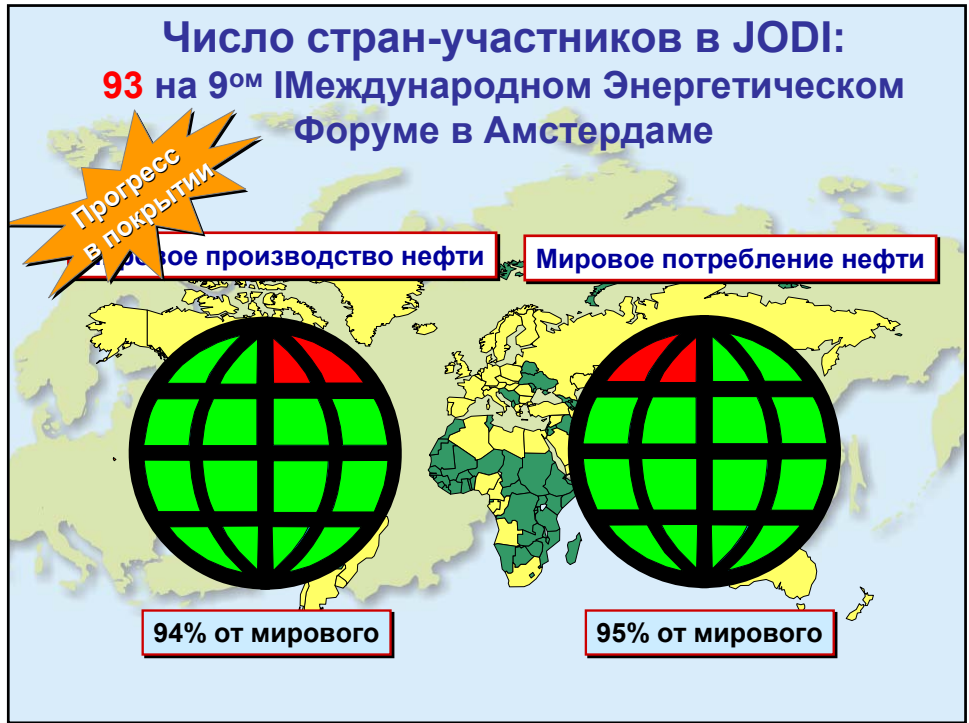 Число стран-участников в JODI:
93 на 9ом IМеждународном Энергетическом
Форуме в Амстердаме
Прогресс
в покрытии
ровое производство нефти
Мировое потребление нефти
94% от мирового
95% от мирового